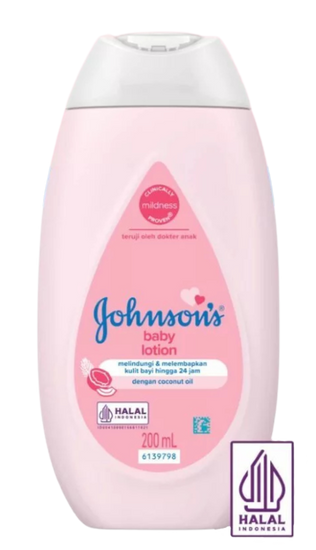 CLINICALLY
mildness
PROVEN
teruji oleh dokter anak
Johnson's®
baby
lotion
melindungi & melembapkan
kulit bayi hingga 24 jam
dengan coconut oil
HALAL
INDONESIA
200 mL
6139798
HALAL
INDONESIA